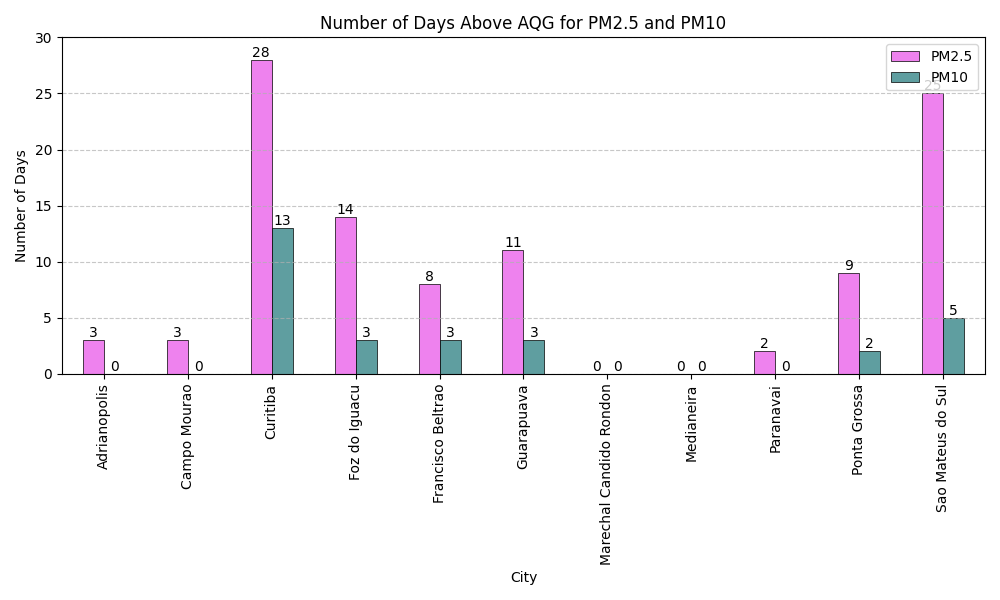 Number of Days Above AQG for PM2.5 and PM10
PM2.5
PM10
Number of Days
30
25
20
15
10
5
0
3
0
3
0
28
13
14
3
8
3
11
3
0
0
0
0
2
0
9
2
25
5
Adrianopolis
Campo Mourao
Curitiba
Foz do Iguacu
Francisco Beltrao
Guarapuava
Marechal Candido Rondon
Medianeira
Paranavai
Ponta Grossa
Sao Mateus do Sul
City